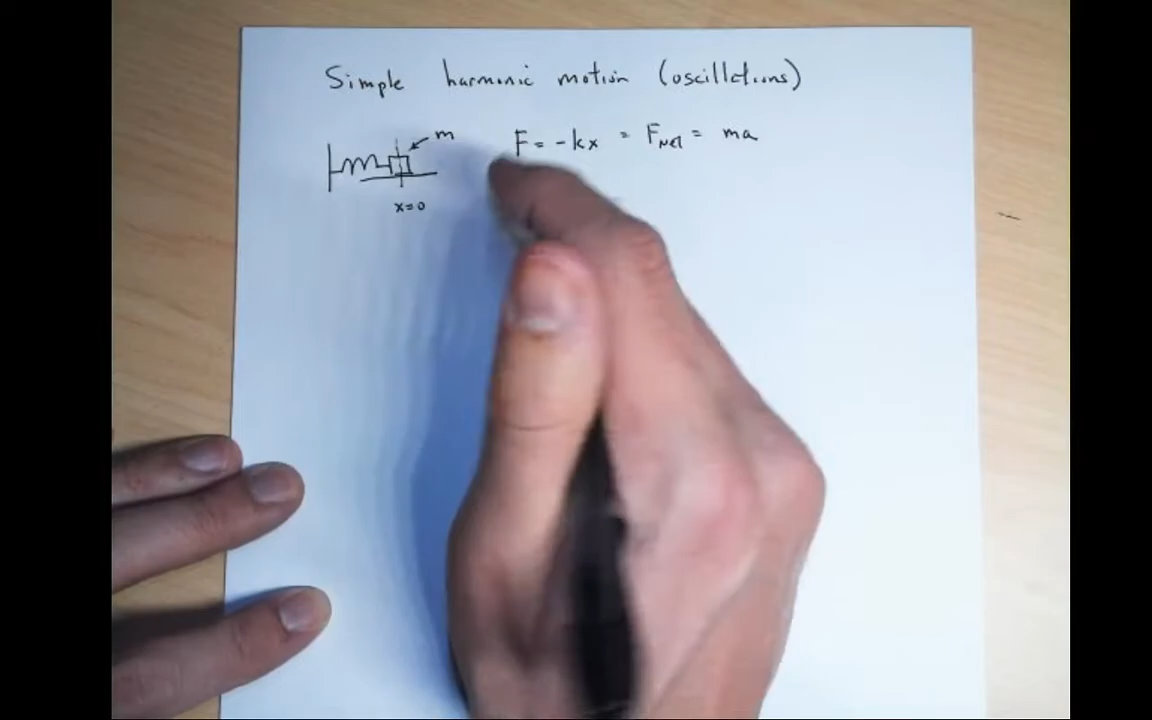 Simple harmonic motion (oscillations)
m
F = -kx = FNet = ma
x=0